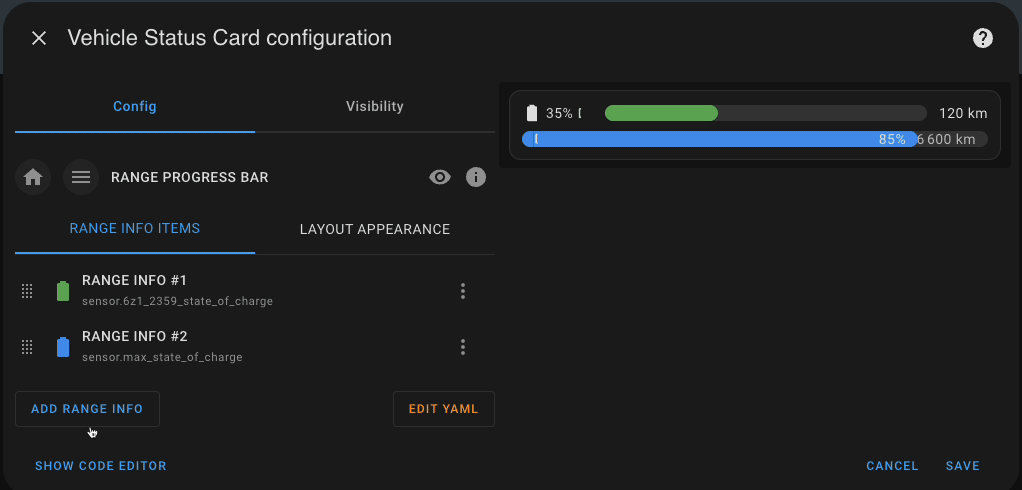 Vehicle Status Card configuration
Config
Visibility
RANGE PROGRESS BAR
RANGE INFO ITEMS
LAYOUT APPEARANCE
RANGE INFO #1
sensor.6z1_2359_state_of_charge
RANGE INFO #2
sensor.max_state_of_charge
ADD RANGE INFO
EDIT YAML
SHOW CODE EDITOR
35%
120 km
85%
600 km
CANCEL
SAVE